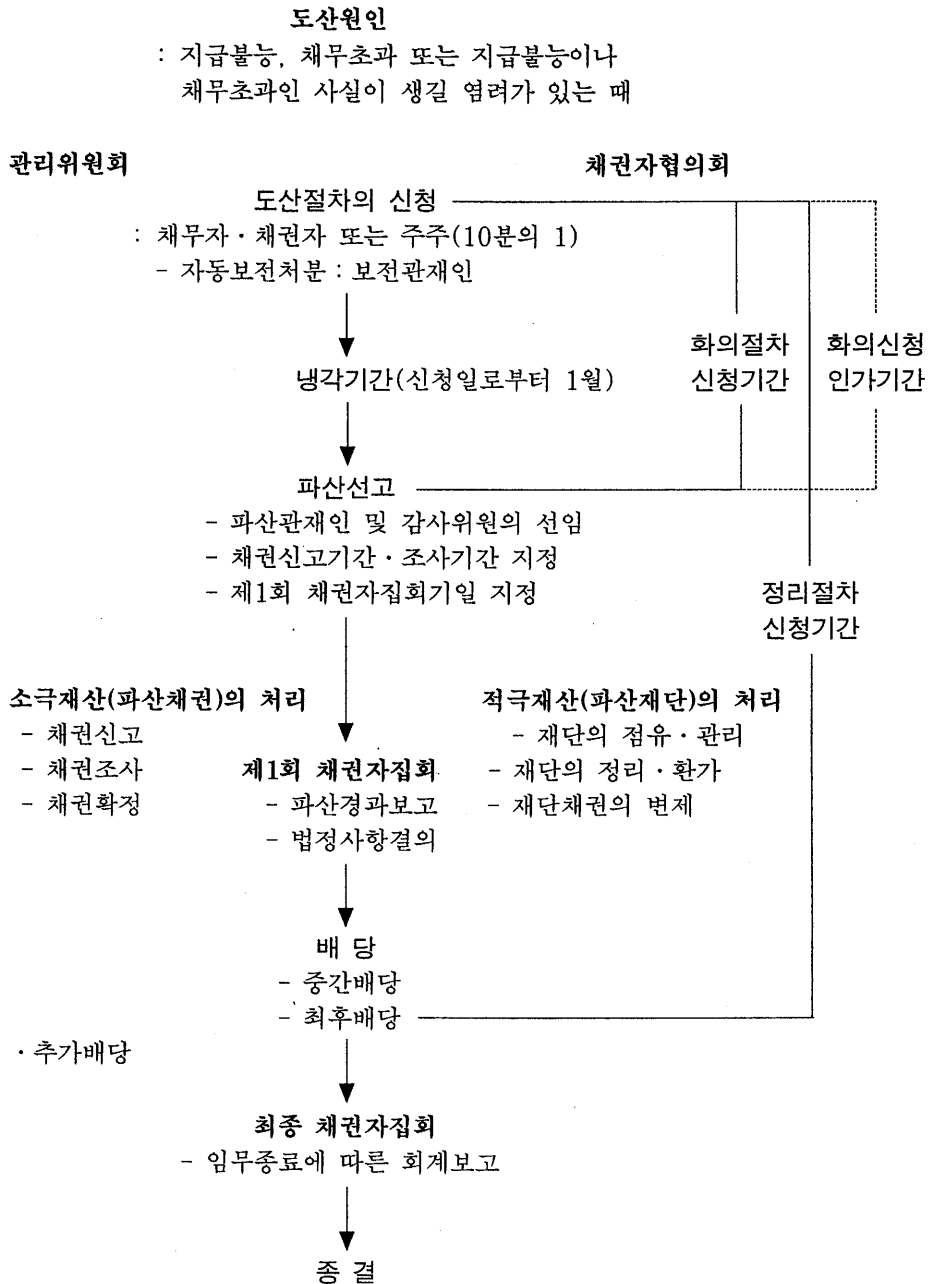 도산원인
: 지급불능, 채무초과 또는 지급불능이나
채무초과인 사실이 생길 염려가 있는 때
관리위원회
채권자협의회
도산절차의 신청
: 채무자·채권자 또는 주주(10분의 1)
- 자동보전처분 : 보전관재인
화의절차
신청기간
화의신청
인가기간
냉각기간(신청일로부터 1월)
파산선고
- 파산관재인 및 감사위원의 선임
- 채권신고기간·조사기간 지정
- 제1회 채권자집회기일 지정
정리절차
신청기간
소극재산(파산채권)의 처리
- 채권신고
- 채권조사
- 채권확정
적극재산(파산재단)의 처리
- 재단의 점유·관리
- 재단의 정리·환가
- 재단채권의 변제
제1회 채권자집회
- 파산경과보고
- 법정사항결의
배 당
- 중간배당
- 최후배당
·추가배당
최종 채권자집회
- 임무종료에 따른 회계보고
종 결